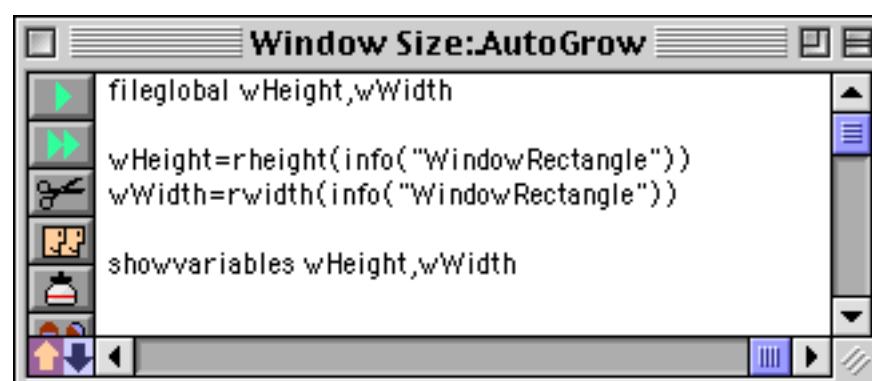 Window Size:.AutoGrow
fileglobal wHeight,wWidth
wHeight=rheight(info("WindowRectangle"))
wWidth=rwidth(info("WindowRectangle"))
showvariables wHeight,wWidth